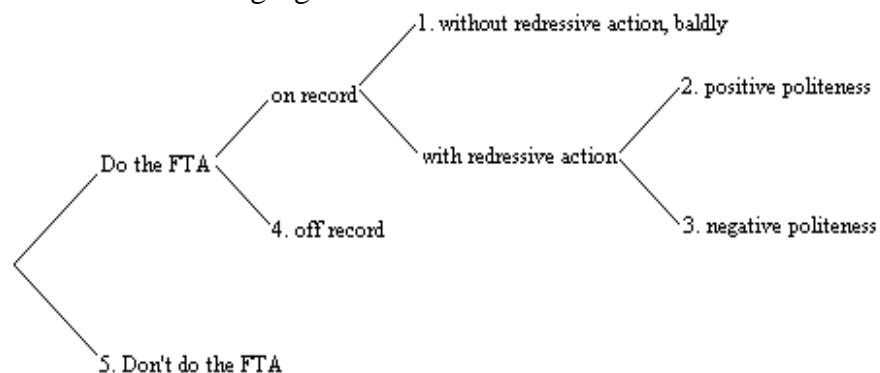 1. without redressive action, baldly
on record
2. positive politeness
with redressive action
Do the FTA
3. negative politeness
4. off record
5. Don't do the FTA